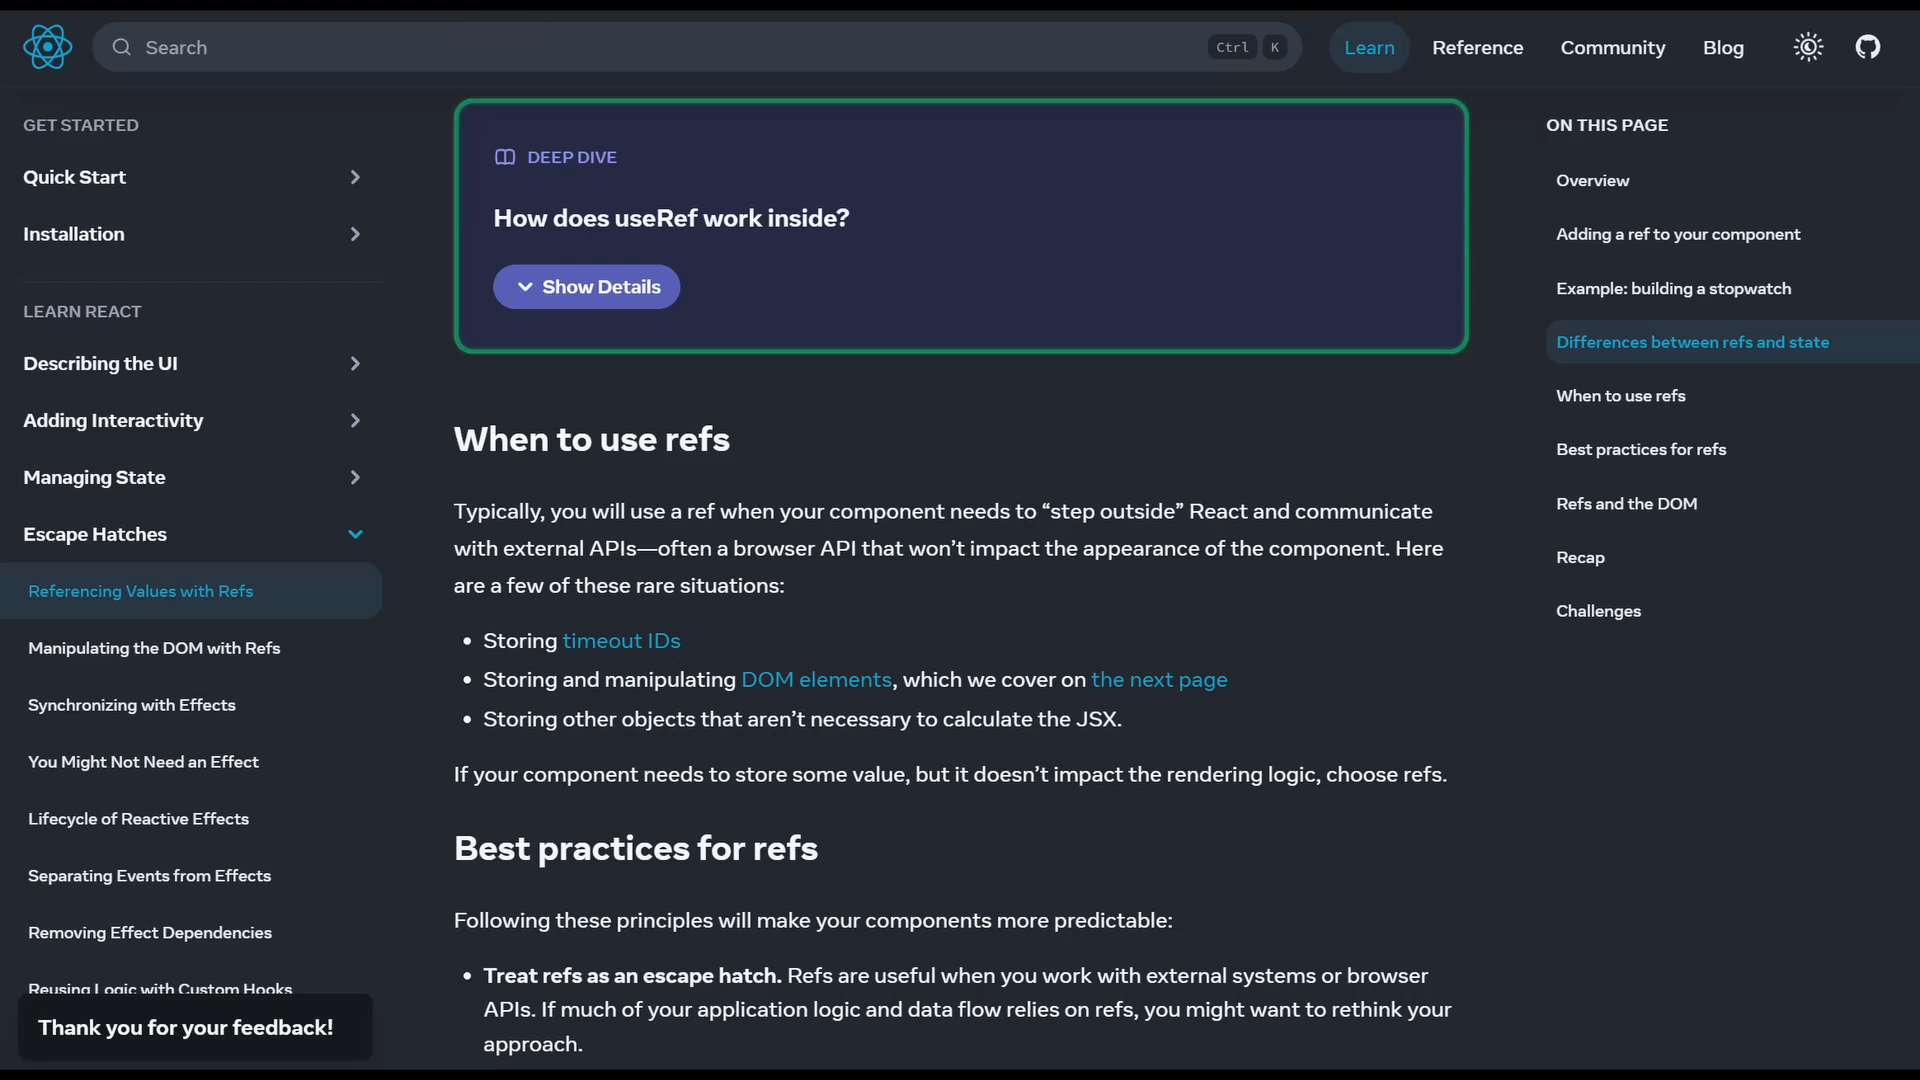 Search
Ctrl K
Learn
Reference
Community
Blog
GET STARTED
Quick Start
Installation
LEARN REACT
Describing the UI
Adding Interactivity
Managing State
Escape Hatches
Referencing Values with Refs
Manipulating the DOM with Refs
Synchronizing with Effects
You Might Not Need an Effect
Lifecycle of Reactive Effects
Separating Events from Effects
Removing Effect Dependencies
Reusing Logic with Custom Hooks
Thank you for your feedback!
DEEP DIVE
How does useRef work inside?
Show Details
When to use refs
Typically, you will use a ref when your component needs to “step outside” React and communicate
with external APIs—often a browser API that won’t impact the appearance of the component. Here
are a few of these rare situations:
• Storing timeout IDs
• Storing and manipulating DOM elements, which we cover on the next page
• Storing other objects that aren’t necessary to calculate the JSX.
If your component needs to store some value, but it doesn’t impact the rendering logic, choose refs.
Best practices for refs
Following these principles will make your components more predictable:
• Treat refs as an escape hatch. Refs are useful when you work with external systems or browser
APIs. If much of your application logic and data flow relies on refs, you might want to rethink your
approach.
ON THIS PAGE
Overview
Adding a ref to your component
Example: building a stopwatch
Differences between refs and state
When to use refs
Best practices for refs
Refs and the DOM
Recap
Challenges